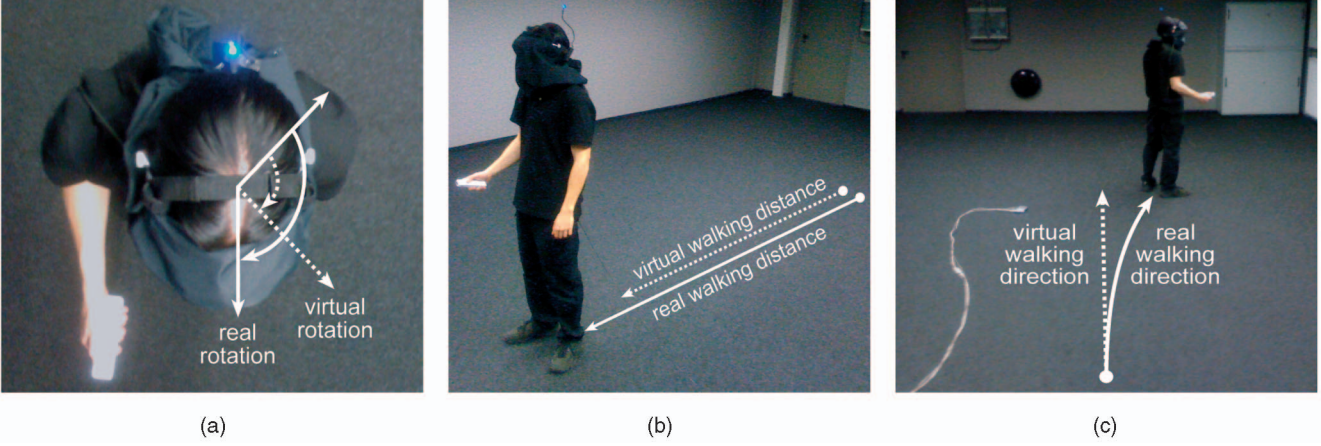 virtual
rotation
real
rotation
virtual walking distance
real walking distance
virtual
walking
direction
real
walking
direction
(a)
(b)
(c)